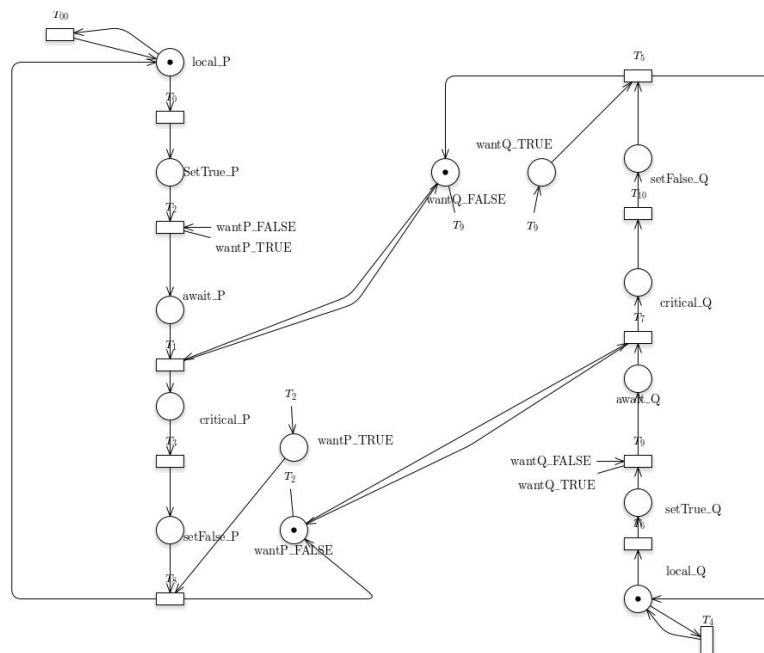 T00
local_P
T0
SetTrue_P
T2
wantP_FALSE
wantP_TRUE
await_P
T1
critical_P
T3
setFalse_P
T8
T2
wantP_TRUE
T2
wantP_FALSE
wantQ_FALSE
T9
wantQ_TRUE
T9
T5
setFalse_Q
T10
critical_Q
T7
await_Q
T9
wantQ_FALSE
wantQ_TRUE
setTrue_Q
T6
local_Q
T4